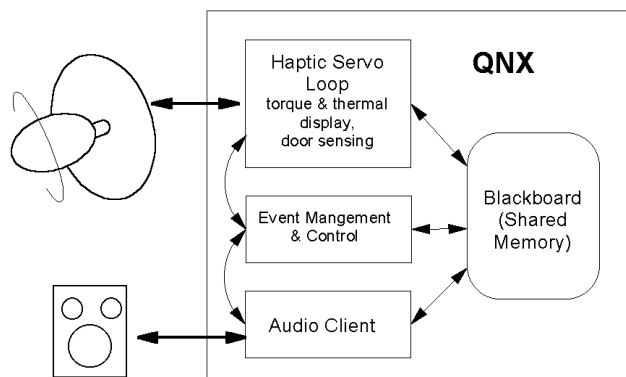 Haptic Servo
Loop
torque & thermal
display,
door sensing
QNX
Event Mangement
& Control
Blackboard
(Shared
Memory)
Audio Client